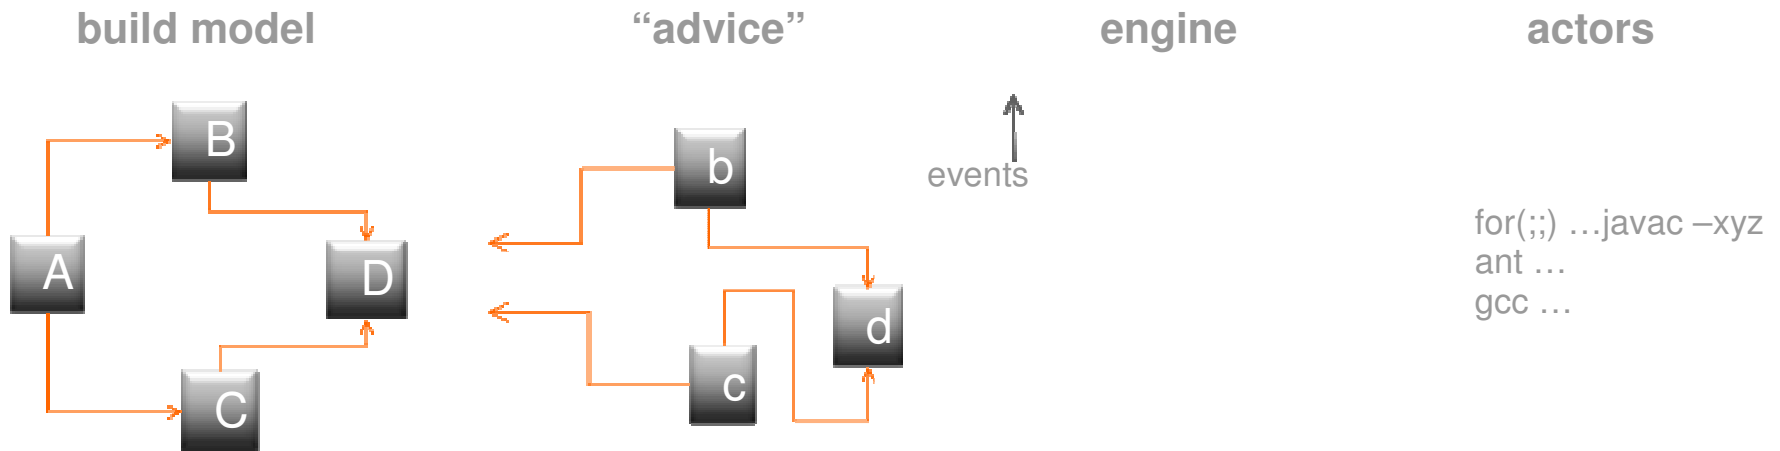 build model
“advice”
engine
actors
B
A
D
C
b
d
c
events
for(;;) …javac –xyz
ant …
gcc …